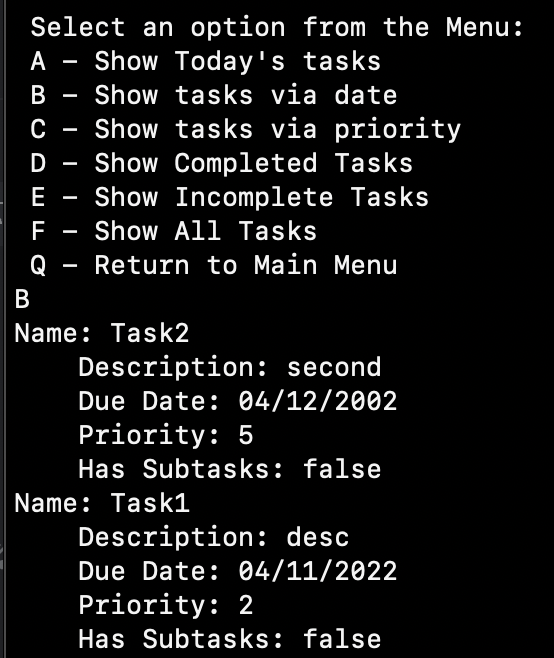 Select an option from the Menu:
A – Show Today's tasks
B – Show tasks via date
C – Show tasks via priority
D – Show Completed Tasks
E – Show Incomplete Tasks
F – Show All Tasks
Q – Return to Main Menu
B
Name: Task2
Description: second
Due Date: 04/12/2002
Priority: 5
Has Subtasks: false
Name: Task1
Description: desc
Due Date: 04/11/2022
Priority: 2
Has Subtasks: false